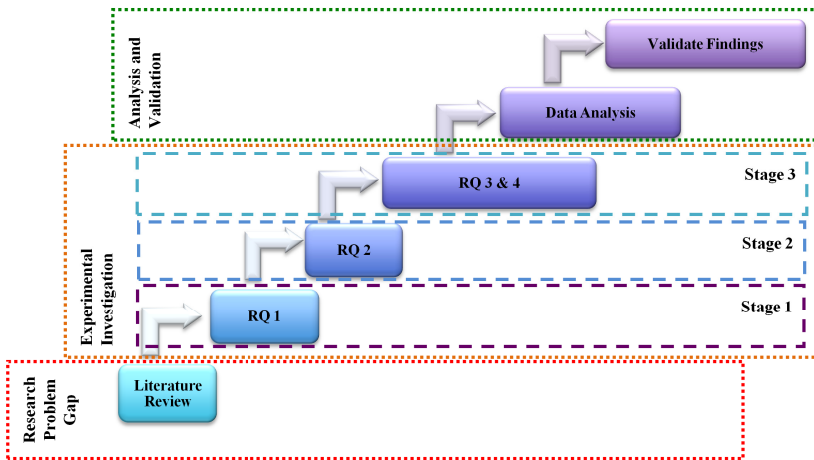 Validate Findings
Analysis and
Validation
Data Analysis
RQ 3 & 4
Stage 3
RQ 2
Stage 2
Experimental
Investigation
RQ 1
Stage 1
Literature
Review
Research
Problem
Gap